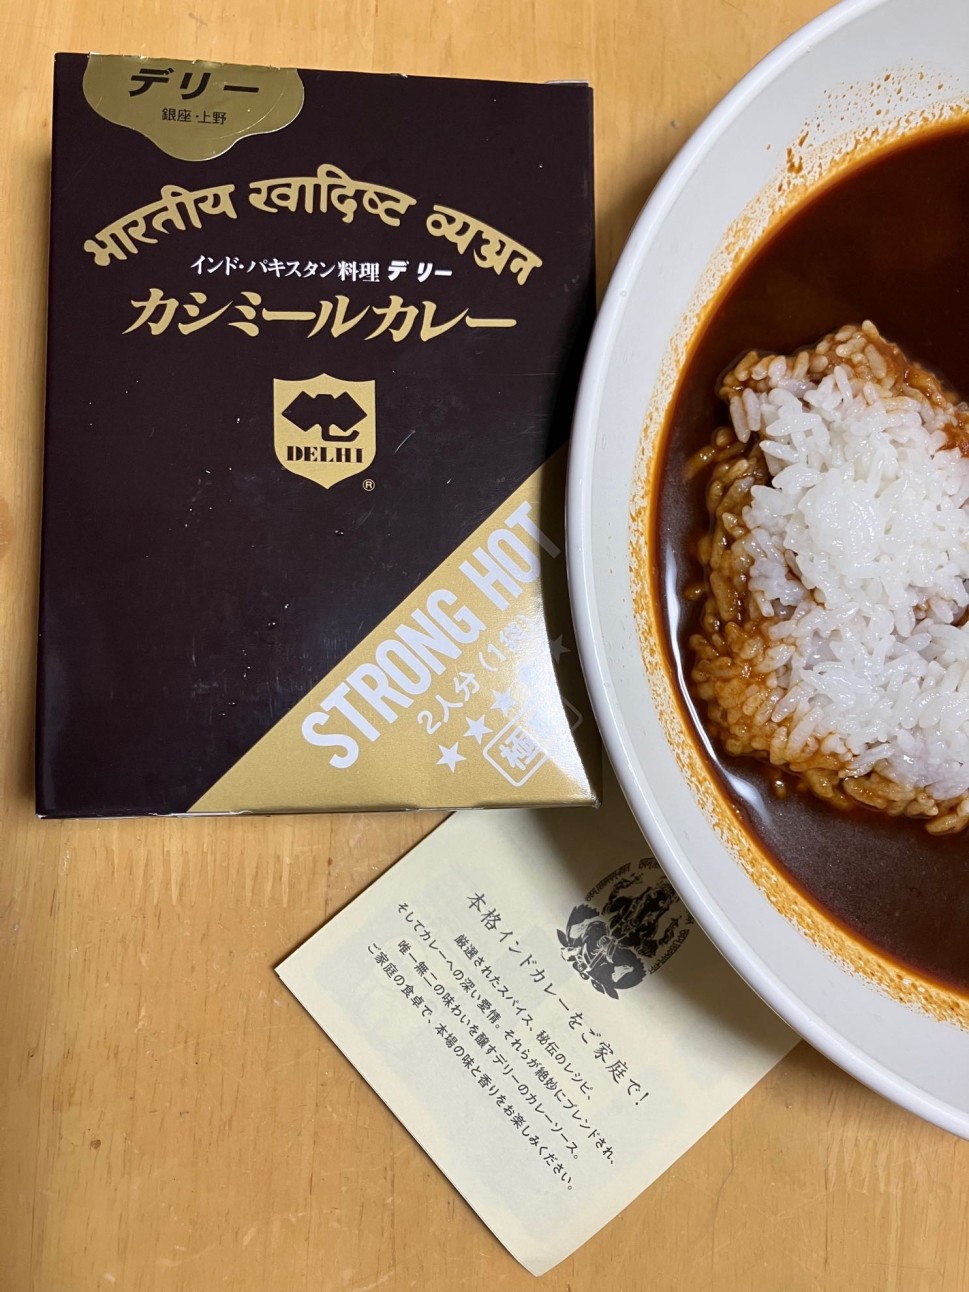 デリー
銀座・上野
भारतीय स्वादिष्ट व्यञ्जन
インド・パキスタン料理 デリー
カシミールカレー
DELHI
®
STRONG HOT
2人分(1袋
★★★★★
極
本格インドカレーをご家庭で!
厳選されたスパイス、秘伝のレシピ、
そしてカレーへの深い愛情。それらが絶妙にブレンドされ、
唯一無二の味わいを醸すデリーのカレーソース。
ご家庭の食卓で、本場の味と香りをお楽しみください。